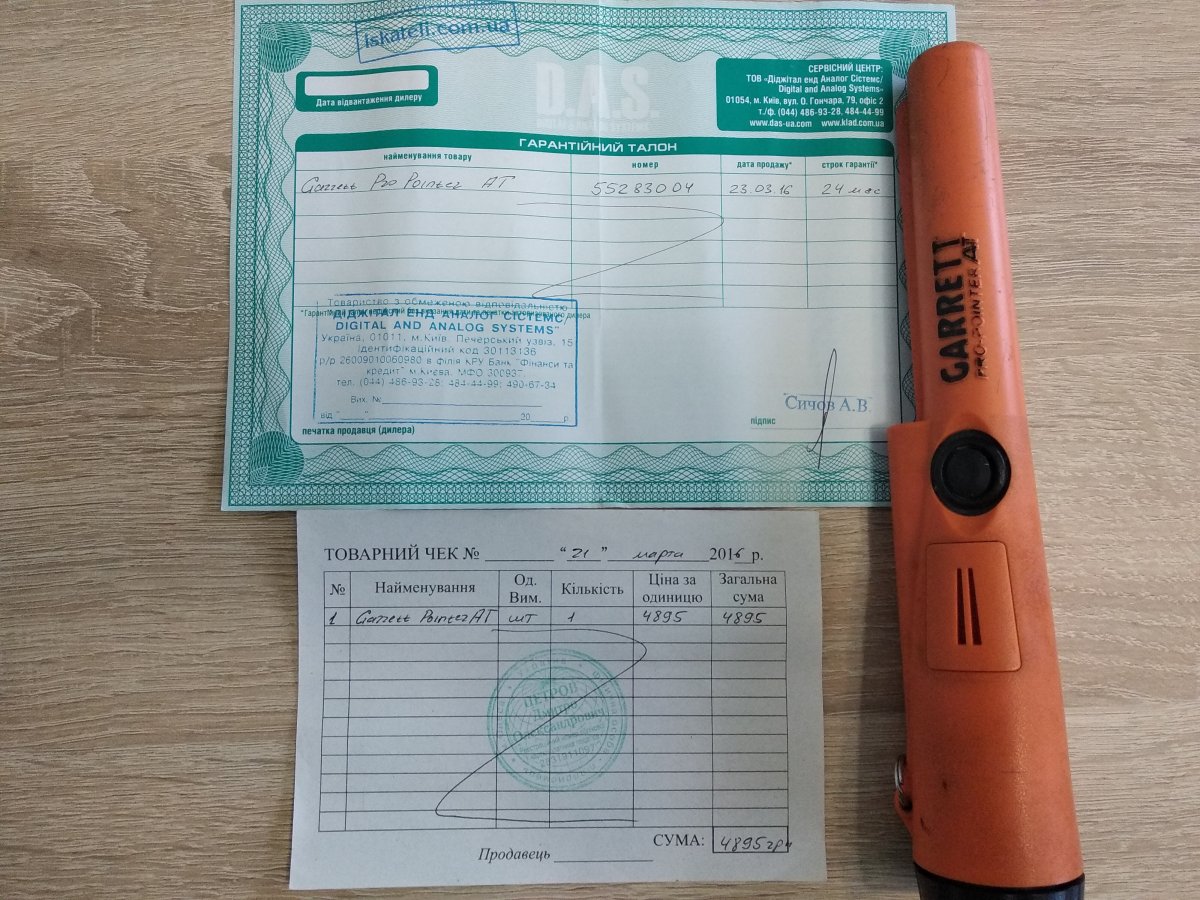 iskateli.com.ua
Дата відвантаження дилеру
D.A.S.
СЕРВІСНИЙ ЦЕНТР:
ТОВ «Діджітал енд Аналог Сістемс/
Digital and Analog Systems»
01054, м. Київ, вул. О. Гончара, 79, офіс 2
т./ф. (044) 486-93-28, 484-44-99
www.das-ua.com www.klad.com.ua
ГАРАНТІЙНИЙ ТАЛОН
найменування товару номер дата продажу* строк гарантії*
Garrett Pro Pointer AT 55283004 23.03.16 24 мес
Товариство з обмеженою відповідальністю
"ДІДЖІТАЛ ЕНД АНАЛОГ СІСТЕМС/
DIGITAL AND ANALOG SYSTEMS"
Україна, 01011, м.Київ, Печерський узвіз, 15
Ідентифікаційний код 30113136
р/р 26009010060980 в філія КРУ Банк "Фінанси та
кредит" м.Києва, МФО 300937
тел. (044) 486-93-28; 484-44-99; 490-67-34
Вих. №
від "____" 20 р
печатка продавця (дилера)
підпис
Сичов А.В
GARRETT
PRO-POINTER AT
ТОВАРНИЙ ЧЕК № "21" марта 2016 р.
№ Найменування Од. Вим. Кількість Ціна за одиницю Загальна сума
1 Garrett Pointer AT шт 1 4895 4895
ПЕТРОВ
Дмитро
Олександрович
СУМА: 4895 грн
Продавець